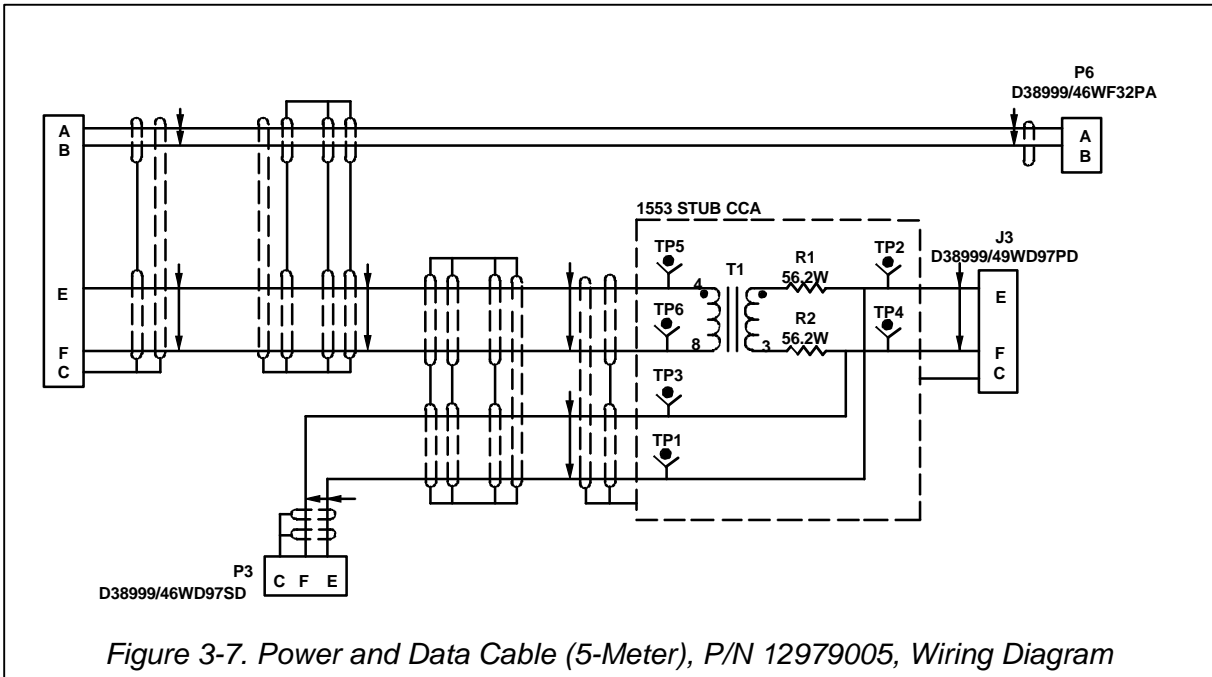 P6
D38999/46WF32PA
A
B
A
B
1553 STUB CCA
J3
D38999/49WD97PD
TP5
T1
R1
56.2W
TP2
4
E
E
TP6
R2
56.2W
TP4
8
3
F
F
C
C
TP3
TP1
P3
D38999/46WD97SD
C F E
Figure 3-7. Power and Data Cable (5-Meter), P/N 12979005, Wiring Diagram